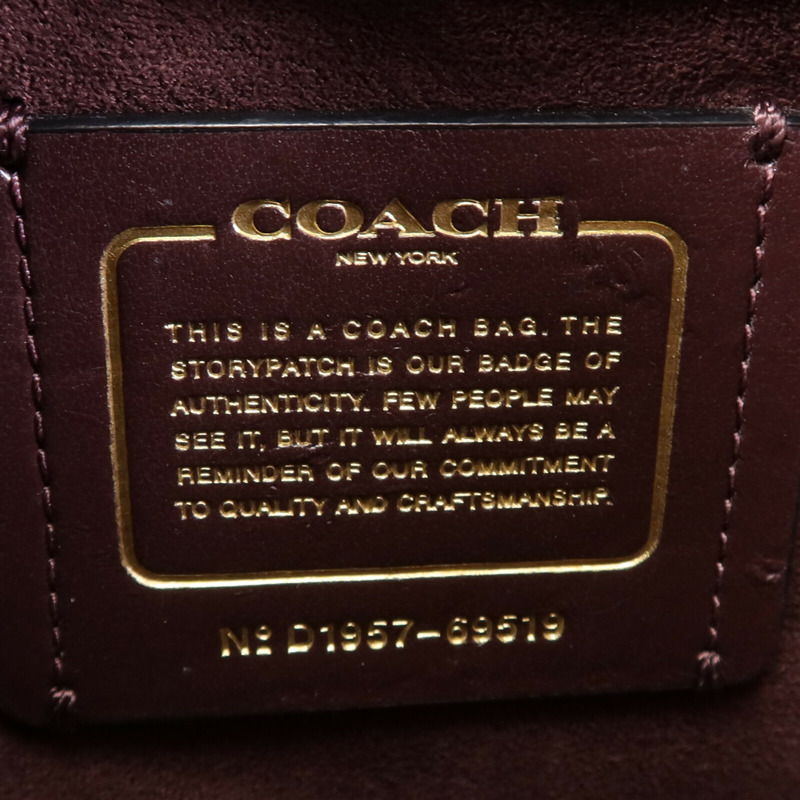 COACH
NEW YORK
THIS IS A COACH BAG. THE
STORYPATCH IS OUR BADGE OF
AUTHENTICITY. FEW PEOPLE MAY
SEE IT, BUT IT WILL ALWAYS BE A
REMINDER OF OUR COMMITMENT
TO QUALITY AND CRAFTSMANSHIP.
Nº D1957-69519